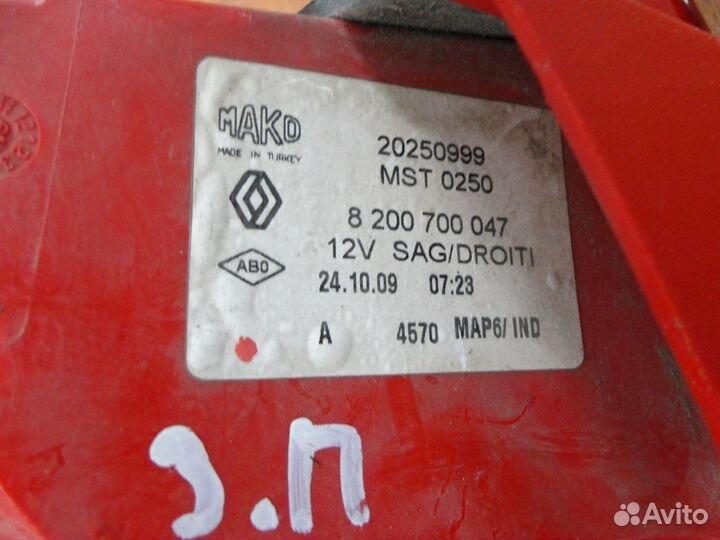 MAKO
MADE IN TURKEY
20250999
MST 0250
8 200 700 047
12V SAG/DROITI
ABO
24.10.09 07:23
A 4570 MAP6/ IND
З.П
Avito